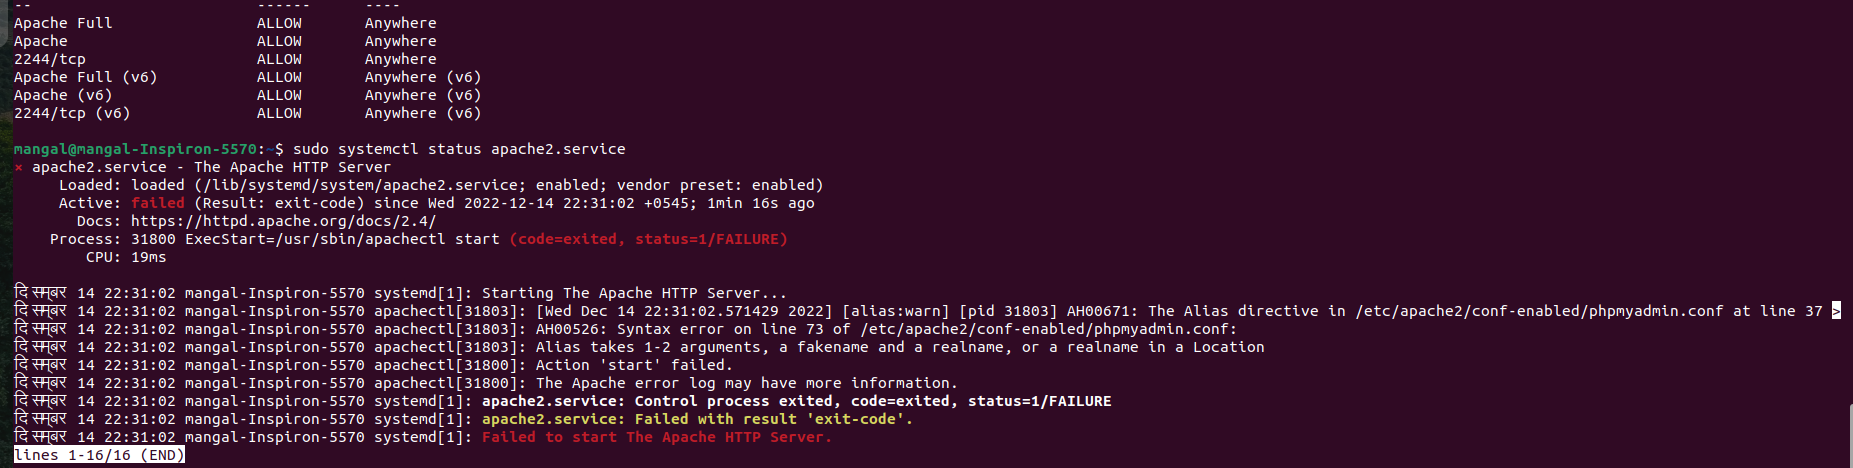 -- ------ ----
Apache Full ALLOW Anywhere
Apache ALLOW Anywhere
2244/tcp ALLOW Anywhere
Apache Full (v6) ALLOW Anywhere (v6)
Apache (v6) ALLOW Anywhere (v6)
2244/tcp (v6) ALLOW Anywhere (v6)
mangal@mangal-Inspiron-5570:~$ sudo systemctl status apache2.service
× apache2.service - The Apache HTTP Server
Loaded: loaded (/lib/systemd/system/apache2.service; enabled; vendor preset: enabled)
Active: failed (Result: exit-code) since Wed 2022-12-14 22:31:02 +0545; 1min 16s ago
Docs: https://httpd.apache.org/docs/2.4/
Process: 31800 ExecStart=/usr/sbin/apachectl start (code=exited, status=1/FAILURE)
CPU: 19ms
दिसम्बर 14 22:31:02 mangal-Inspiron-5570 systemd[1]: Starting The Apache HTTP Server...
दिसम्बर 14 22:31:02 mangal-Inspiron-5570 apachectl[31803]: [Wed Dec 14 22:31:02.571429 2022] [alias:warn] [pid 31803] AH00671: The Alias directive in /etc/apache2/conf-enabled/phpmyadmin.conf at line 37 >
दिसम्बर 14 22:31:02 mangal-Inspiron-5570 apachectl[31803]: AH00526: Syntax error on line 73 of /etc/apache2/conf-enabled/phpmyadmin.conf:
दिसम्बर 14 22:31:02 mangal-Inspiron-5570 apachectl[31803]: Alias takes 1-2 arguments, a fakename and a realname, or a realname in a Location
दिसम्बर 14 22:31:02 mangal-Inspiron-5570 apachectl[31800]: Action 'start' failed.
दिसम्बर 14 22:31:02 mangal-Inspiron-5570 apachectl[31800]: The Apache error log may have more information.
दिसम्बर 14 22:31:02 mangal-Inspiron-5570 systemd[1]: apache2.service: Control process exited, code=exited, status=1/FAILURE
दिसम्बर 14 22:31:02 mangal-Inspiron-5570 systemd[1]: apache2.service: Failed with result 'exit-code'.
दिसम्बर 14 22:31:02 mangal-Inspiron-5570 systemd[1]: Failed to start The Apache HTTP Server.
lines 1-16/16 (END)